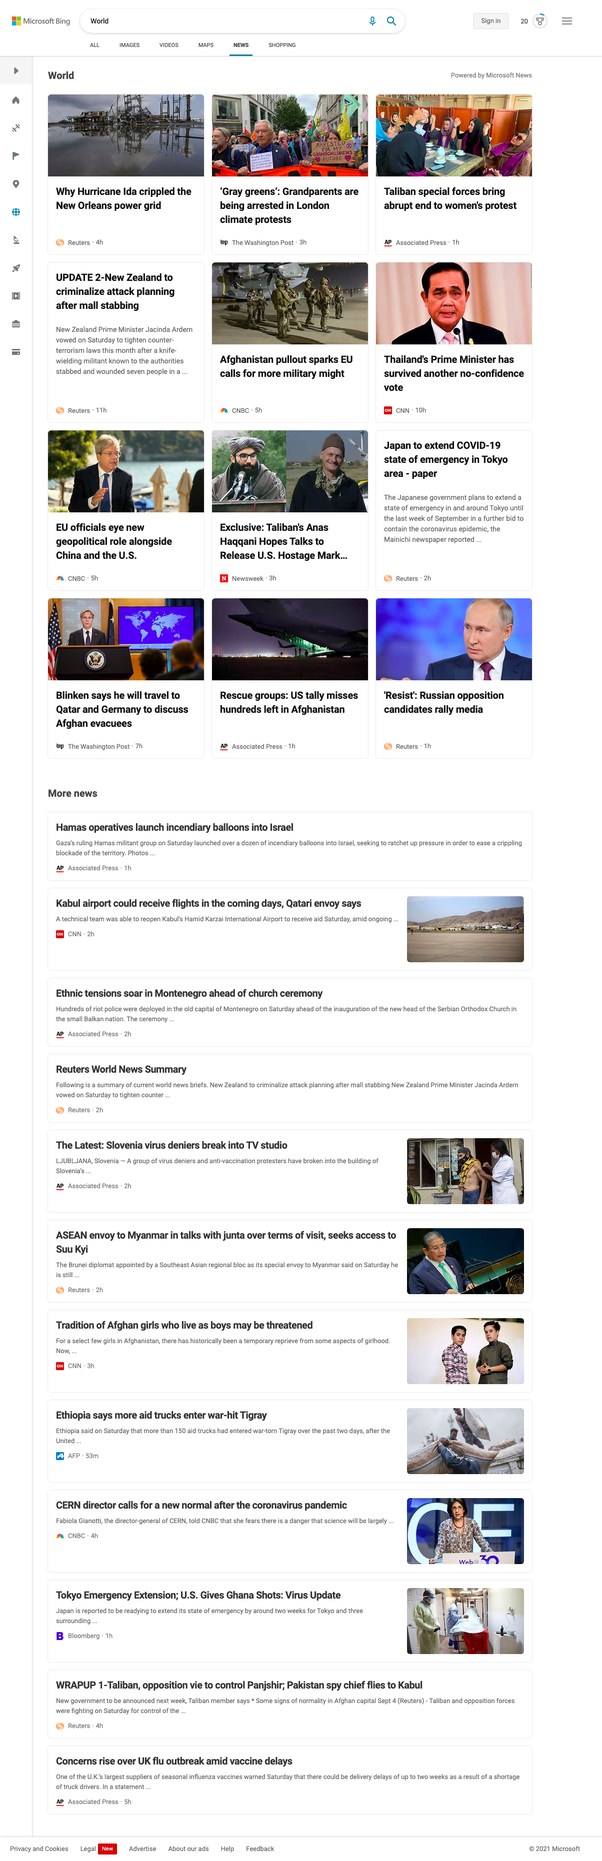 Microsoft Bing
World
Sign in
20
ALL IMAGES VIDEOS MAPS NEWS SHOPPING
World
Powered by Microsoft News
Why Hurricane Ida crippled the
New Orleans power grid
Reuters · 4h
'Gray greens': Grandparents are
being arrested in London
climate protests
The Washington Post · 3h
Taliban special forces bring
abrupt end to women's protest
AP Associated Press · 1h
UPDATE 2-New Zealand to
criminalize attack planning
after mall stabbing
New Zealand Prime Minister Jacinda Ardern
vowed on Saturday to tighten counter-
terrorism laws this month after a knife-
wielding militant known to the authorities
stabbed and wounded seven people in a ...
Reuters · 11h
Afghanistan pullout sparks EU
calls for more military might
CNBC · 5h
Thailand's Prime Minister has
survived another no-confidence
vote
CNN · 10h
EU officials eye new
geopolitical role alongside
China and the U.S.
CNBC · 5h
Exclusive: Taliban's Anas
Haqqani Hopes Talks to
Release U.S. Hostage Mark...
N Newsweek · 3h
Japan to extend COVID-19
state of emergency in Tokyo
area - paper
The Japanese government plans to extend a
state of emergency in and around Tokyo until
the last week of September in a further bid to
contain the coronavirus epidemic, the
Mainichi newspaper reported ...
Reuters · 2h
Blinken says he will travel to
Qatar and Germany to discuss
Afghan evacuees
The Washington Post · 7h
Rescue groups: US tally misses
hundreds left in Afghanistan
AP Associated Press · 1h
'Resist': Russian opposition
candidates rally media
Reuters · 1h
More news
Hamas operatives launch incendiary balloons into Israel
Gaza's ruling Hamas militant group on Saturday launched over a dozen of incendiary balloons into Israel, seeking to ratchet up pressure in order to ease a crippling
blockade of the territory. Photos ...
AP Associated Press · 1h
Kabul airport could receive flights in the coming days, Qatari envoy says
A technical team was able to reopen Kabul's Hamid Karzai International Airport to receive aid Saturday, amid ongoing ...
CNN · 2h
Ethnic tensions soar in Montenegro ahead of church ceremony
Hundreds of riot police were deployed in the old capital of Montenegro on Saturday ahead of the inauguration of the new head of the Serbian Orthodox Church in
the small Balkan nation. The ceremony ...
AP Associated Press · 2h
Reuters World News Summary
Following is a summary of current world news briefs. New Zealand to criminalize attack planning after mall stabbing New Zealand Prime Minister Jacinda Ardern
vowed on Saturday to tighten counter ...
Reuters · 2h
The Latest: Slovenia virus deniers break into TV studio
LJUBLJANA, Slovenia — A group of virus deniers and anti-vaccination protesters have broken into the building of
Slovenia's ...
AP Associated Press · 2h
ASEAN envoy to Myanmar in talks with junta over terms of visit, seeks access to
Suu Kyi
The Brunei diplomat appointed by a Southeast Asian regional bloc as its special envoy to Myanmar said on Saturday he
is still ...
Reuters · 2h
Tradition of Afghan girls who live as boys may be threatened
For a select few girls in Afghanistan, there has historically been a temporary reprieve from some aspects of girlhood.
Now, ...
CNN · 3h
Ethiopia says more aid trucks enter war-hit Tigray
Ethiopia said on Saturday that more than 150 aid trucks had entered war-torn Tigray over the past two days, after the
United ...
AFP · 53m
CERN director calls for a new normal after the coronavirus pandemic
Fabiola Gianotti, the director-general of CERN, told CNBC that she fears there is a danger that science will be largely ...
CNBC · 4h
Tokyo Emergency Extension; U.S. Gives Ghana Shots: Virus Update
Japan is reported to be readying to extend its state of emergency by around two weeks for Tokyo and three
surrounding ...
B Bloomberg · 1h
WRAPUP 1-Taliban, opposition vie to control Panjshir; Pakistan spy chief flies to Kabul
New government to be announced next week, Taliban member says * Some signs of normality in Afghan capital Sept 4 (Reuters) - Taliban and opposition forces
were fighting on Saturday for control of the ...
Reuters · 4h
Concerns rise over UK flu outbreak amid vaccine delays
One of the U.K.'s largest suppliers of seasonal influenza vaccines warned Saturday that there could be delivery delays of up to two weeks as a result of a shortage
of truck drivers. In a statement ...
AP Associated Press · 5h
Privacy and Cookies Legal New Advertise About our ads Help Feedback © 2021 Microsoft